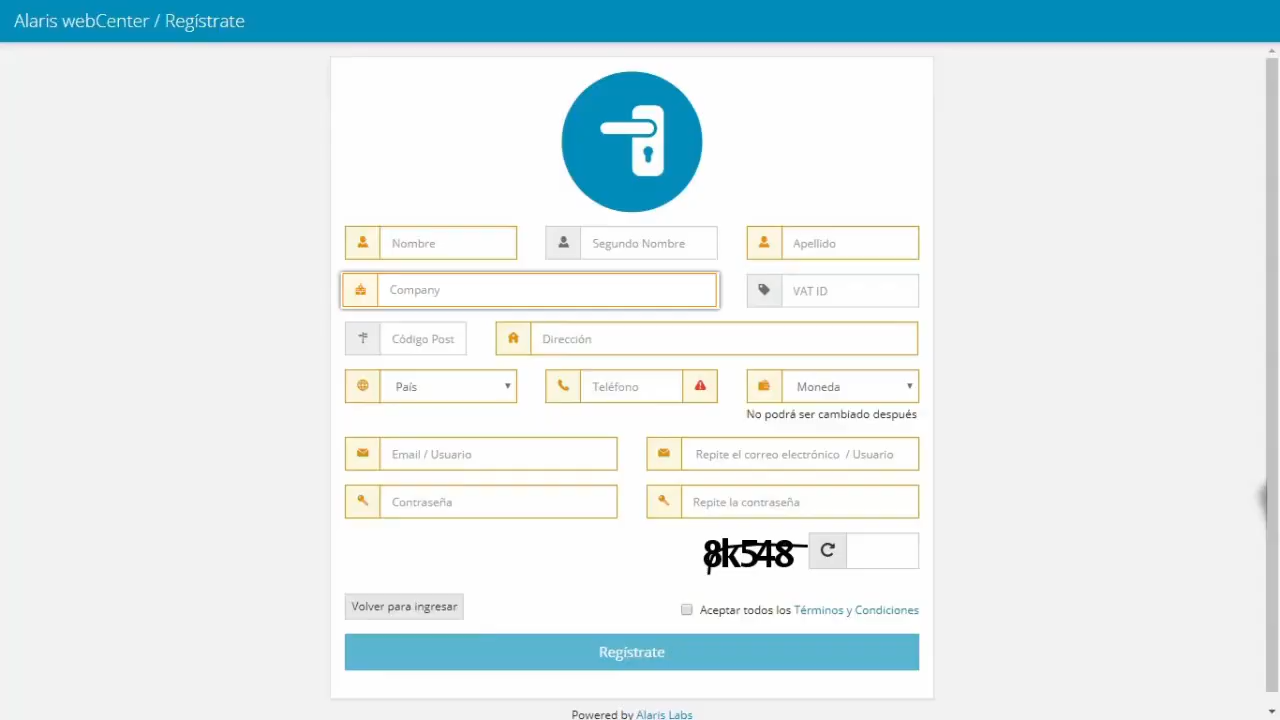 Alaris webCenter / Regístrate
Nombre
Segundo Nombre
Apellido
Company
VAT ID
Código Post
Dirección
País
Teléfono
Moneda
No podrá ser cambiado después
Email / Usuario
Repite el correo electrónico / Usuario
Contraseña
Repite la contraseña
8k548
Volver para ingresar
Aceptar todos los Términos y Condiciones
Regístrate
Powered by Alaris Labs